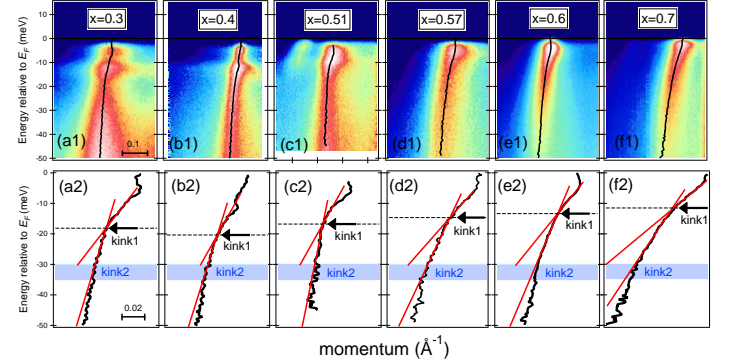 x=0.3 x=0.4 x=0.51 x=0.57 x=0.6 x=0.7
Energy relative to EF (meV)
10
0
-10
-20
-30
-40
-50
(a1) (b1) (c1) (d1) (e1) (f1)
0.1
(a2) (b2) (c2) (d2) (e2) (f2)
Energy relative to EF (meV)
0
-10
-20
-30
-40
-50
kink1 kink1 kink1 kink1 kink1 kink1
kink2 kink2 kink2 kink2 kink2 kink2
0.02
momentum (Å-1)